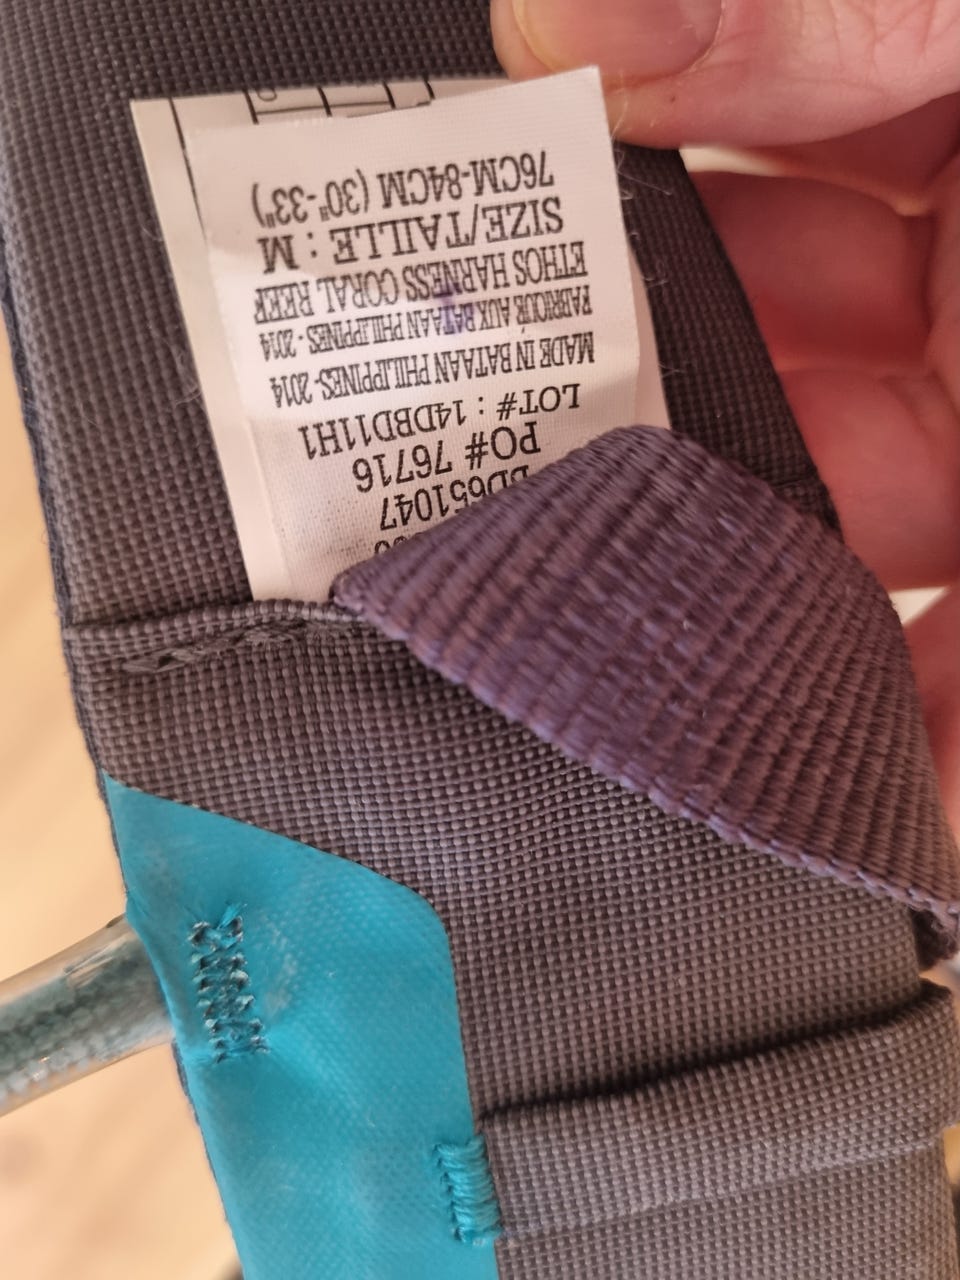 BD651047
PO# 76716
LOT# : 14DBD11H1
MADE IN BATAAN PHILIPPINES- 2014
FABRIQUÉ AUX BATAAN PHILIPPINES - 2014
ETHOS HARNESS CORAL REEF
SIZE/TAILLE : M
76CM-84CM (30"-33")